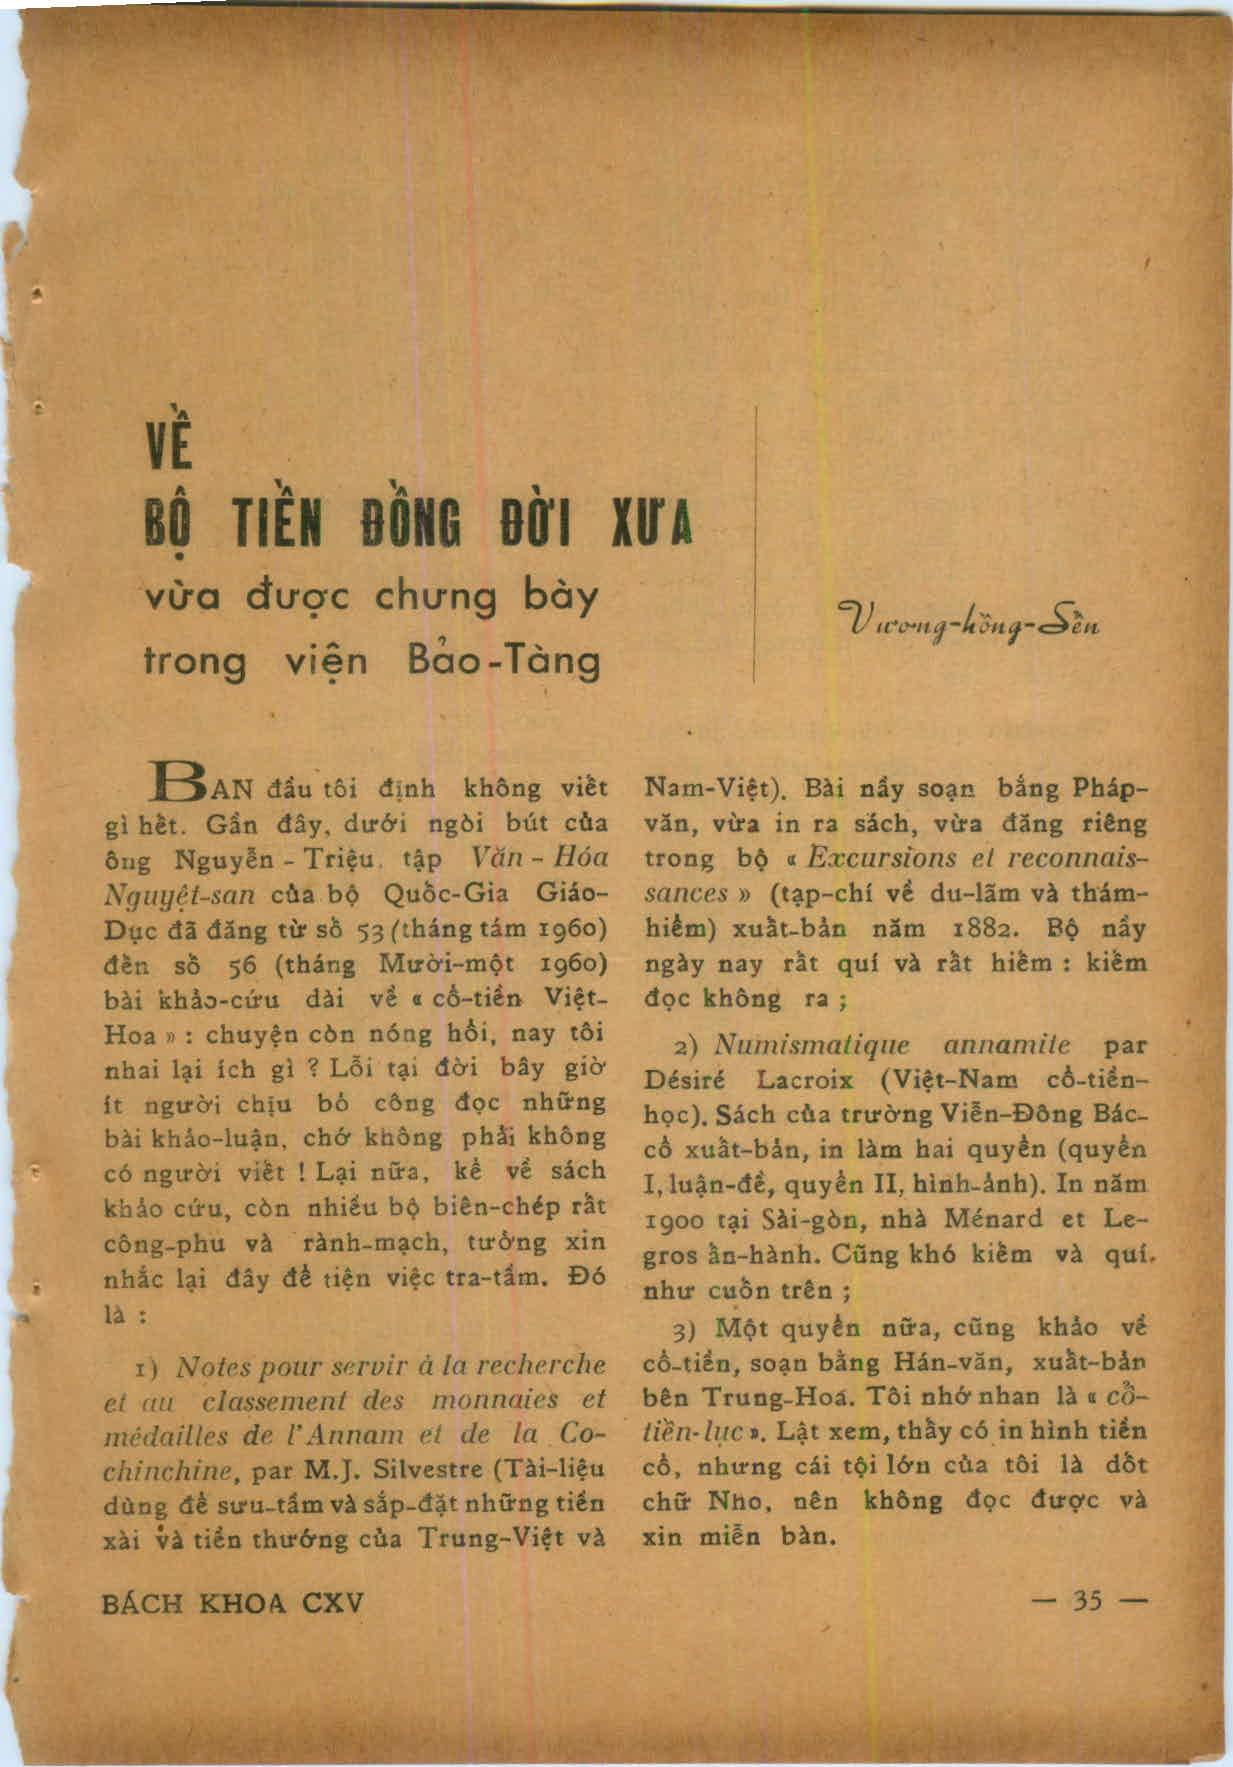 VỀ
BỘ TIỀN ĐỒNG ĐỜI XƯA
vừa được chưng bày
trong viện Bảo-Tàng
Vương-hồng-Sển
BAN đầu tôi định không viết
gì hết. Gần đây, dưới ngòi bút của
ông Nguyễn-Triệu, tập Văn-Hóa
Nguyệt-san của bộ Quốc-Gia Giáo-
Dục đã đăng từ số 53 (tháng tám 1960)
đến số 56 (tháng Mười-một 1960)
bài khảo-cứu dài về « cổ-tiền Việt-
Hoa » : chuyện còn nóng hổi, nay tôi
nhai lại ích gì ? Lỗi tại đời bây giờ
ít người chịu bỏ công đọc những
bài khảo-luận, chớ không phải không
có người viết ! Lại nữa, kể về sách
khảo cứu, còn nhiều bộ biên-chép rất
công-phu và rành-mạch, tưởng xin
nhắc lại đây để tiện việc tra-tầm. Đó
là :
1) Notes pour servir à la recherche
et au classement des monnaies et
médailles de l'Annam et de la Co-
chinchine, par M.J. Silvestre (Tài-liệu
dùng để sưu-tầm và sắp-đặt những tiền
xài và tiền thưởng của Trung-Việt và
Nam-Việt). Bài nầy soạn bằng Pháp-
văn, vừa in ra sách, vừa đăng riêng
trong bộ « Excursions et reconnais-
sances » (tạp-chí về du-lãm và thám-
hiểm) xuất-bản năm 1882. Bộ nầy
ngày nay rất quí và rất hiếm : kiếm
đọc không ra ;
2) Numismatique annamite par
Désiré Lacroix (Việt-Nam cổ-tiền-
học). Sách của trường Viễn-Đông Bác-
cổ xuất-bản, in làm hai quyển (quyển
I, luận-đề, quyển II, hình-ảnh). In năm
1900 tại Sài-gòn, nhà Ménard et Le-
gros ấn-hành. Cũng khó kiếm và quí.
như cuốn trên ;
3) Một quyển nữa, cũng khảo về
cổ-tiền, soạn bằng Hán-văn, xuất-bản
bên Trung-Hoa. Tôi nhớ nhan là « cổ-
tiền-lục ». Lật xem, thấy có in hình tiền
cổ, nhưng cái tội lớn của tôi là dốt
chữ Nho, nên không đọc được và
xin miễn bàn.
BÁCH KHOA CXV
— 35 —